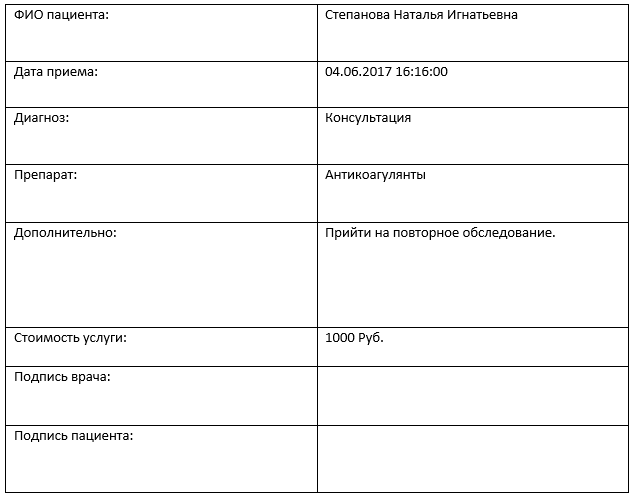 ФИО пациента: Степанова Наталья Игнатьевна
Дата приема: 04.06.2017 16:16:00
Диагноз: Консультация
Препарат: Антикоагулянты
Дополнительно: Прийти на повторное обследование.
Стоимость услуги: 1000 Руб.
Подпись врача:
Подпись пациента: